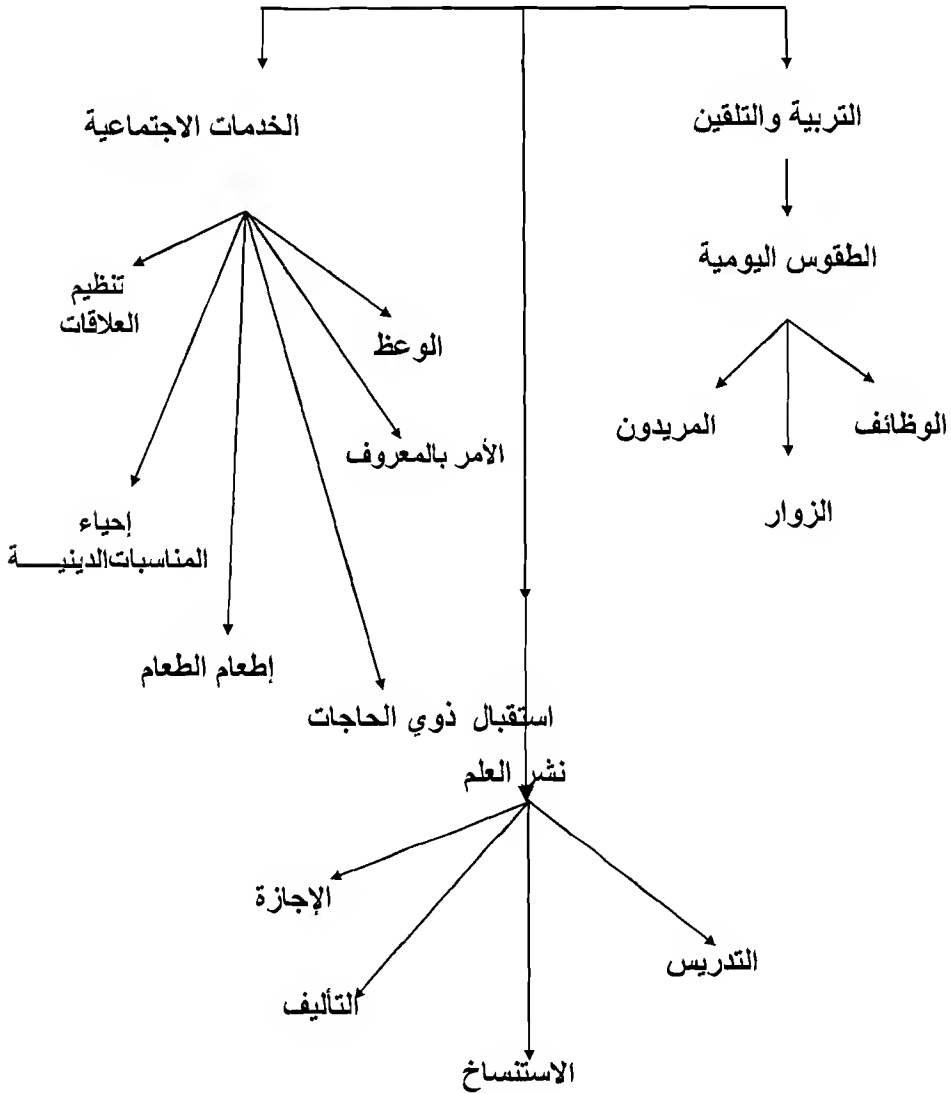 التربية والتلقين
الخدمات الاجتماعية
الطقوس اليومية
تنظيم
العلاقات
الوعظ
الوظائف
المريدون
الأمر بالمعروف
الزوار
إحياء
المناسبات الدينيـــــة
إطعام الطعام
استقبال ذوي الحاجات
نشر العلم
الإجازة
التدريس
التأليف
الاستنساخ